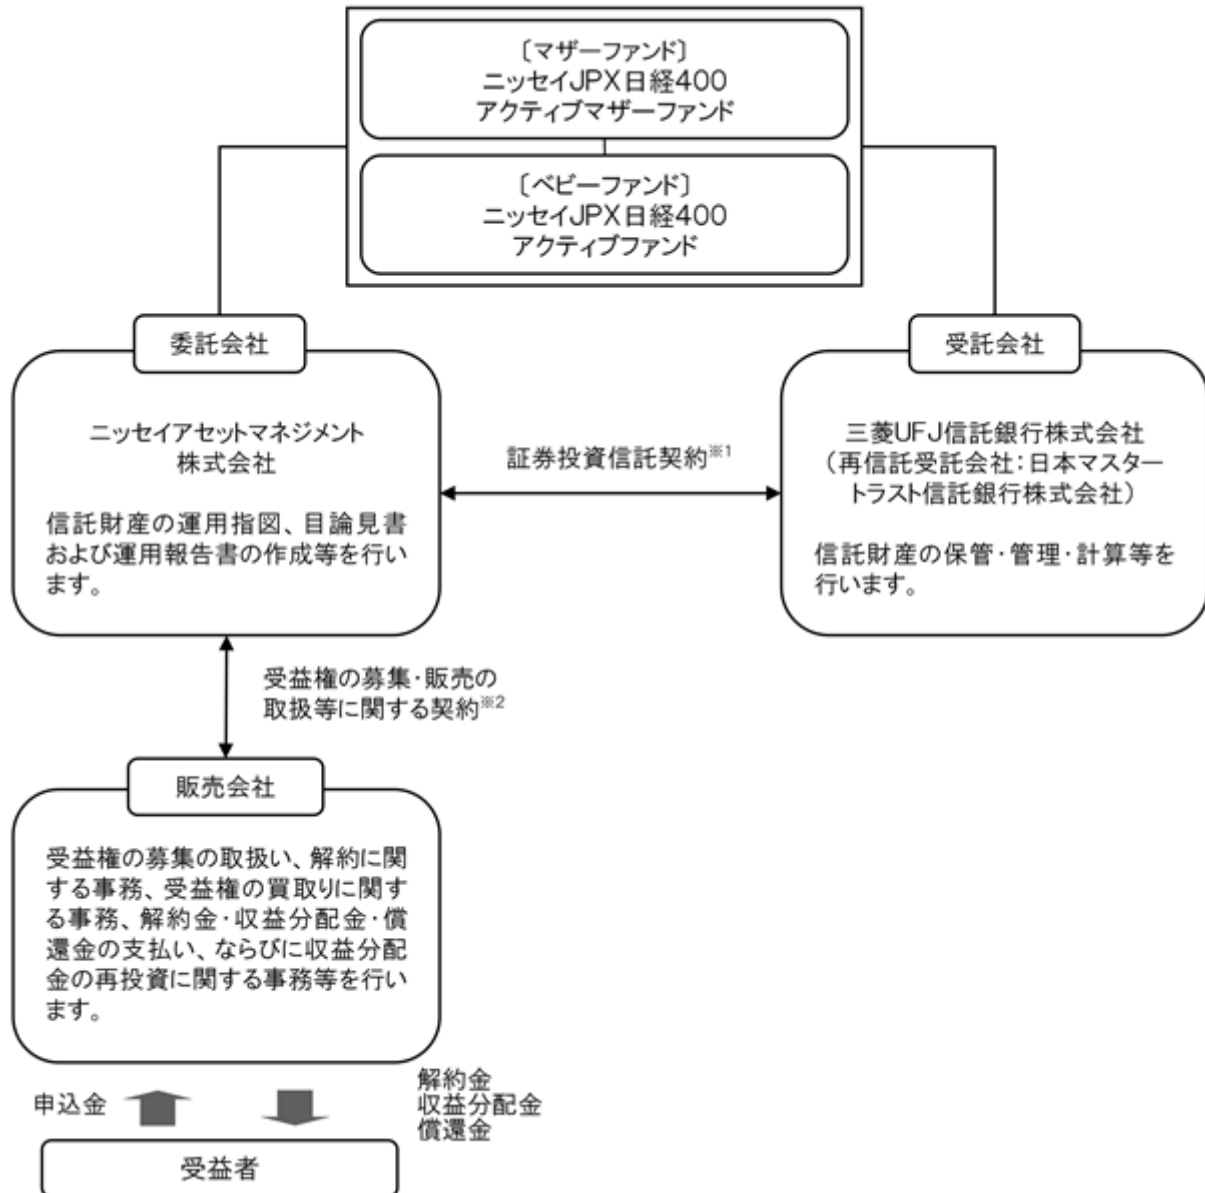 〔マザーファンド〕
ニッセイJPX日経400
アクティブマザーファンド
〔ベビーファンド〕
ニッセイJPX日経400
アクティブファンド
委託会社
ニッセイアセットマネジメント
株式会社
信託財産の運用指図、目論見書
および運用報告書の作成等を行い
ます。
証券投資信託契約※1
受託会社
三菱UFJ信託銀行株式会社
（再信託受託会社：日本マスター
トラスト信託銀行株式会社）
信託財産の保管・管理・計算等を
行います。
受益権の募集・販売の
取扱等に関する契約※2
販売会社
受益権の募集の取扱い、解約に関
する事務、受益権の買取りに関す
る事務、解約金・収益分配金・償
還金の支払い、ならびに収益分配
金の再投資に関する事務等を行い
ます。
申込金
解約金
収益分配金
償還金
受益者